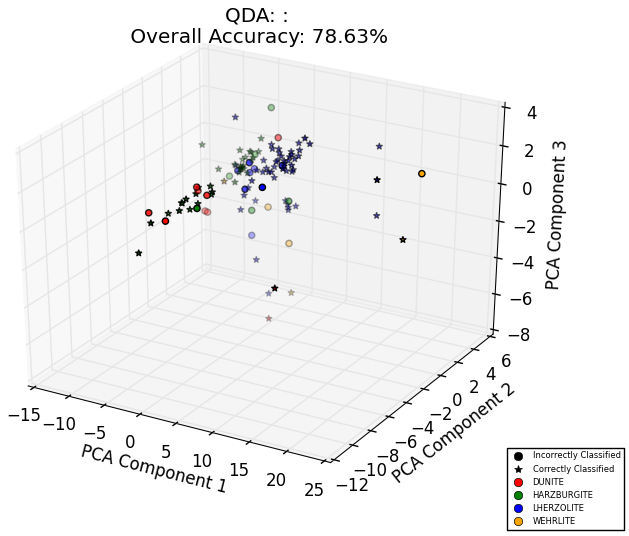 QDA: :
Overall Accuracy: 78.63%
4
2
0
−2
−4
−6
−8
PCA Component 3
6
4
2
0
−2
−4
−6
−8
−10
−12
PCA Component 2
−15
−10
−5
0
5
10
15
20
25
PCA Component 1
Incorrectly Classified
Correctly Classified
DUNITE
HARZBURGITE
LHERZOLITE
WEHRLITE